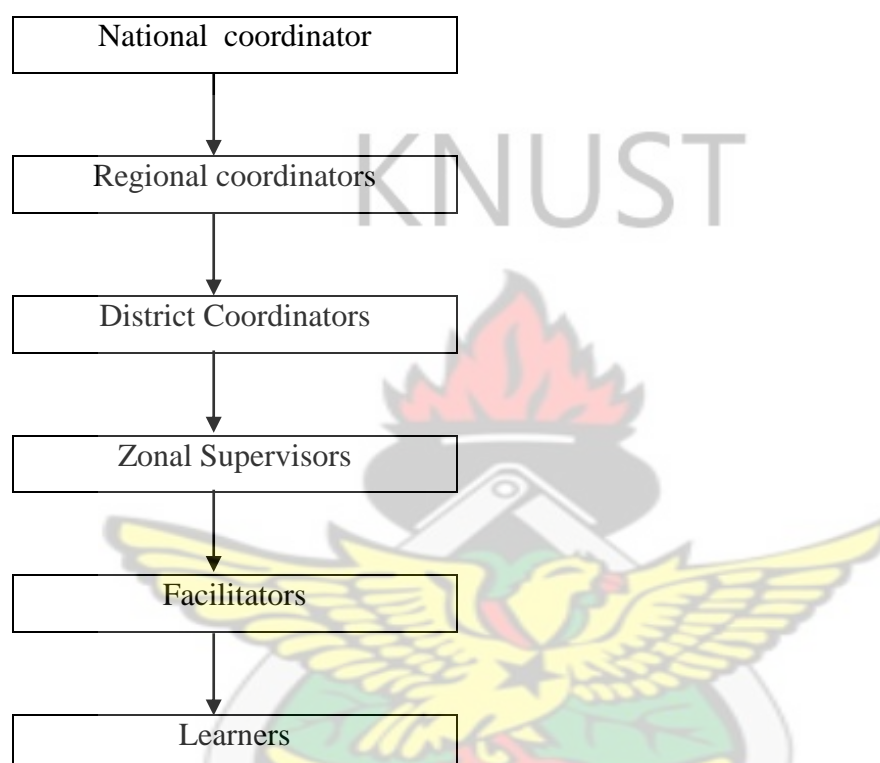 National coordinator
KNUST
Regional coordinators
District Coordinators
Zonal Supervisors
Facilitators
Learners